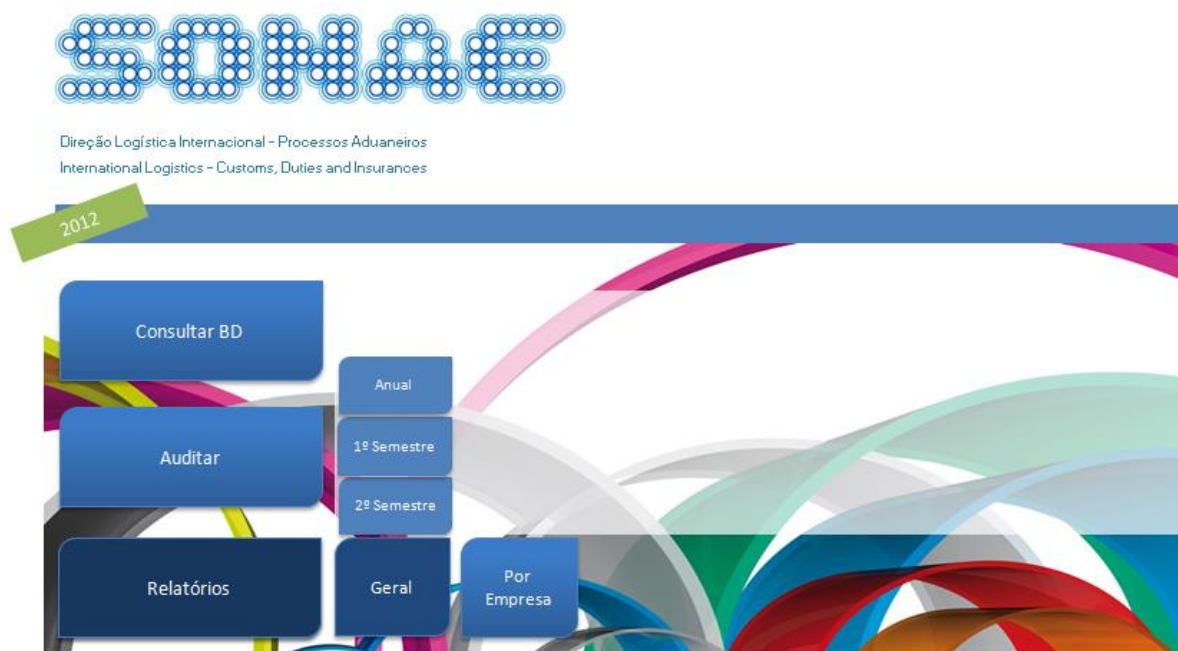 SONAE
Direção Logística Internacional - Processos Aduaneiros
International Logistics - Customs, Duties and Insurances
2012
Consultar BD
Anual
Auditar
1º Semestre
2º Semestre
Relatórios
Geral
Por
Empresa